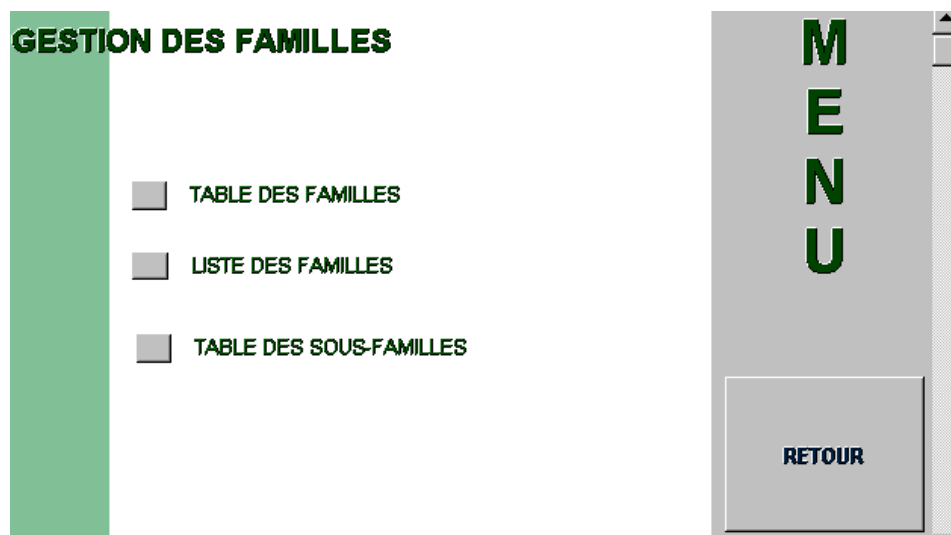 GESTION DES FAMILLES
TABLE DES FAMILLES
LISTE DES FAMILLES
TABLE DES SOUS-FAMILLES
M
E
N
U
RETOUR